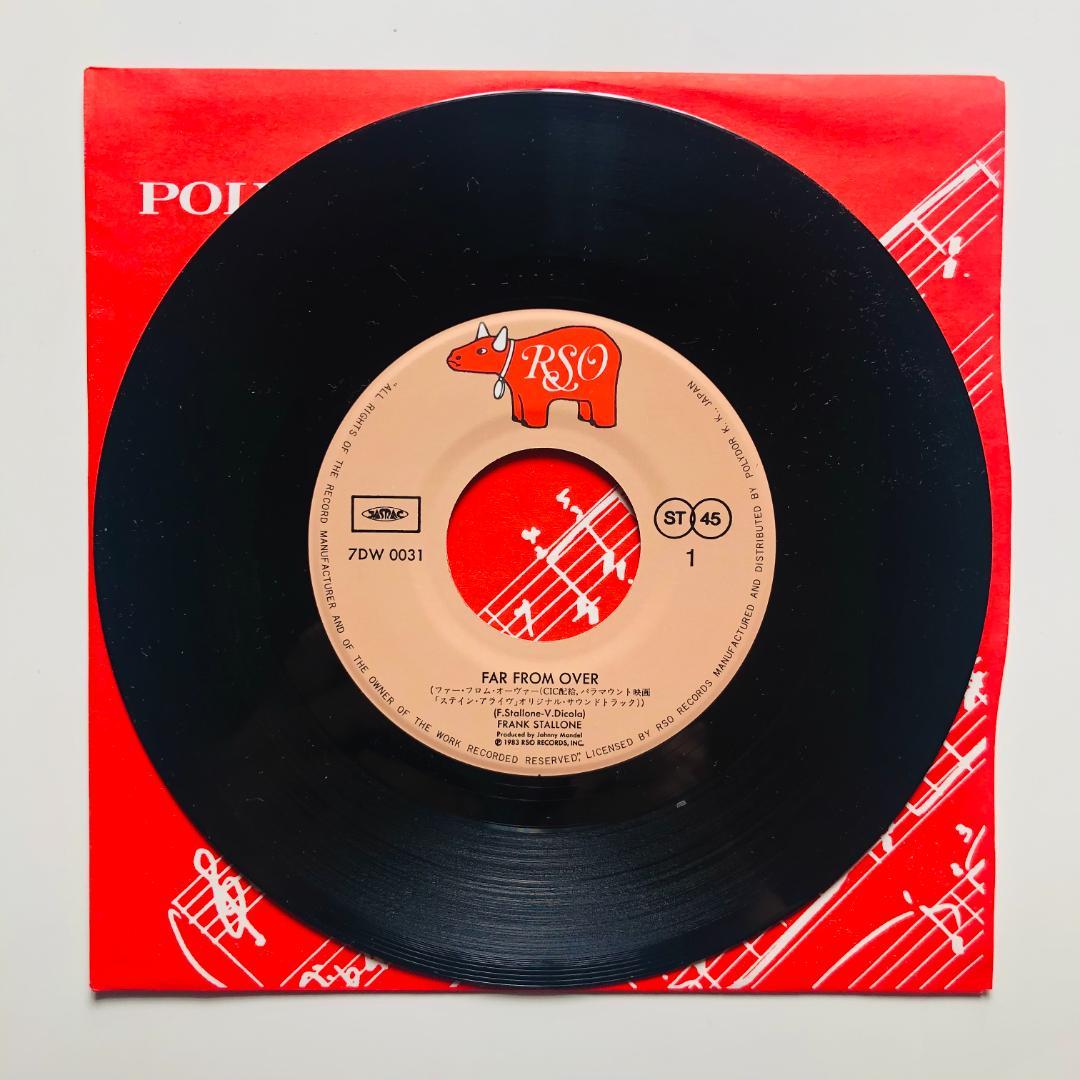 POLY
RSO
JASRAC
7DW 0031
ST 45
1
FAR FROM OVER
(ファー・フロム・オーヴァー(CIC配給, パラマウント映画
「ステイン・アライヴ」オリジナル・サウンドトラック))
(F.Stallone-V.Dicola)
FRANK STALLONE
Produced by Johnny Mandel
℗ 1983 RSO RECORDS, INC.
"ALL RIGHTS OF THE RECORD MANUFACTURER AND OF THE OWNER OF THE WORK RECORDED RESERVED", LICENSED BY RSO RECORDS MANUFACTURED AND DISTRIBUTED BY POLYDOR K. K., JAPAN